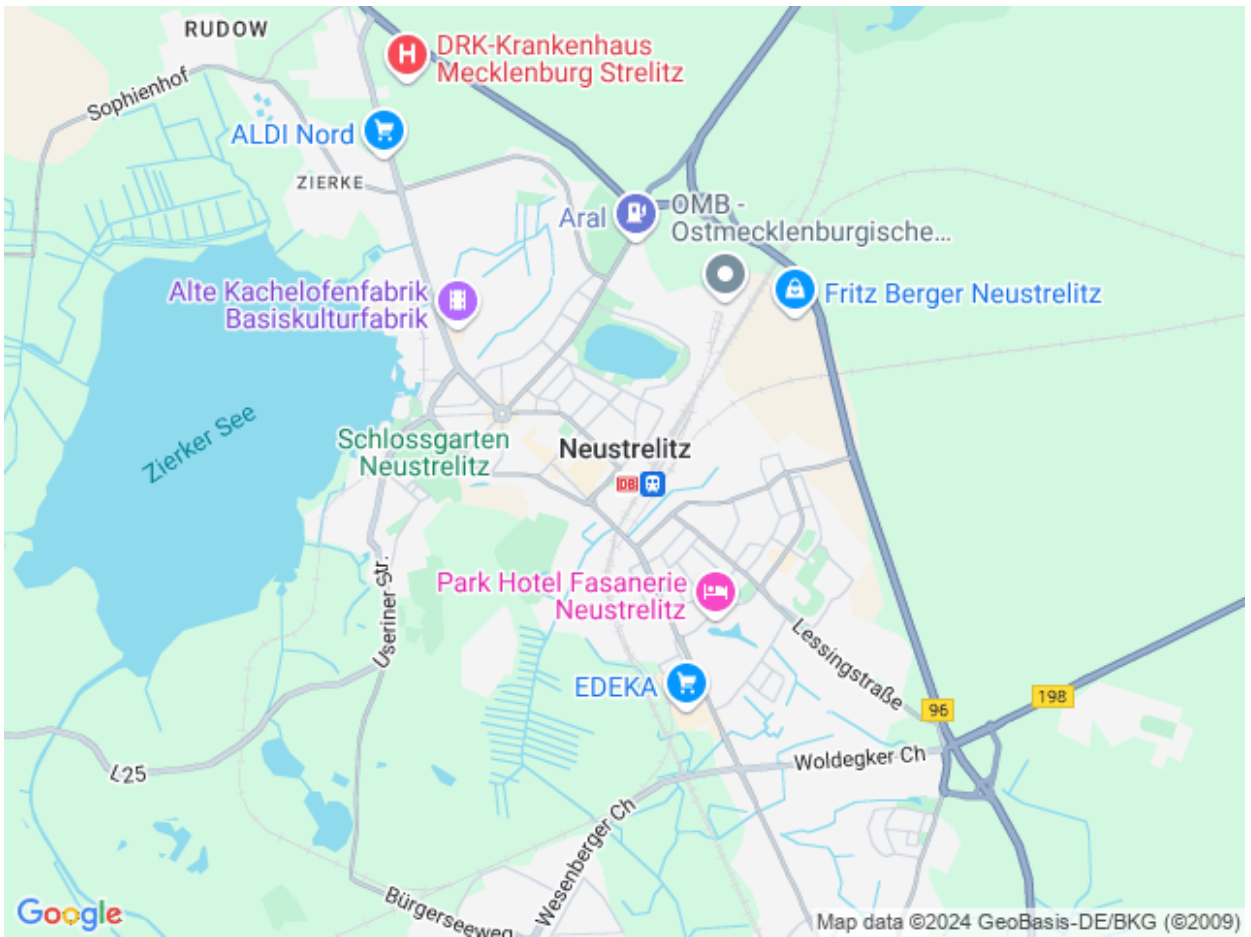 RUDOW
DRK-Krankenhaus
Mecklenburg Strelitz
Sophienhof
ALDI Nord
ZIERKE
Aral
OMB -
Ostmecklenburgische...
Alte Kachelofenfabrik
Basiskulturfabrik
Fritz Berger Neustrelitz
Zierker See
Schlossgarten
Neustrelitz
Neustrelitz
DB
Useriner Str.
Park Hotel Fasanerie
Neustrelitz
Lessingstraße
EDEKA
96
198
L25
Woldegker Ch
Wesenberger Ch
Bürgerseeweg
Google
Map data ©2024 GeoBasis-DE/BKG (©2009)